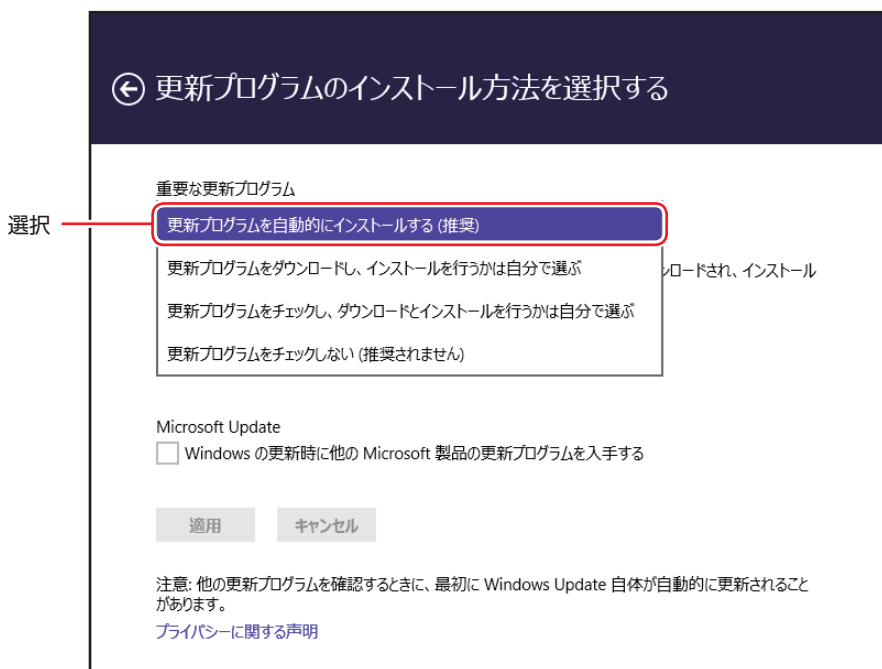 更新プログラムのインストール方法を選択する
重要な更新プログラム
選択
更新プログラムを自動的にインストールする (推奨)
更新プログラムをダウンロードし、インストールを行うかは自分で選ぶ
ンロードされ、インストール
更新プログラムをチェックし、ダウンロードとインストールを行うかは自分で選ぶ
更新プログラムをチェックしない (推奨されません)
Microsoft Update
Windows の更新時に他の Microsoft 製品の更新プログラムを入手する
適用 キャンセル
注意: 他の更新プログラムを確認するときに、最初に Windows Update 自体が自動的に更新されること
があります。
プライバシーに関する声明